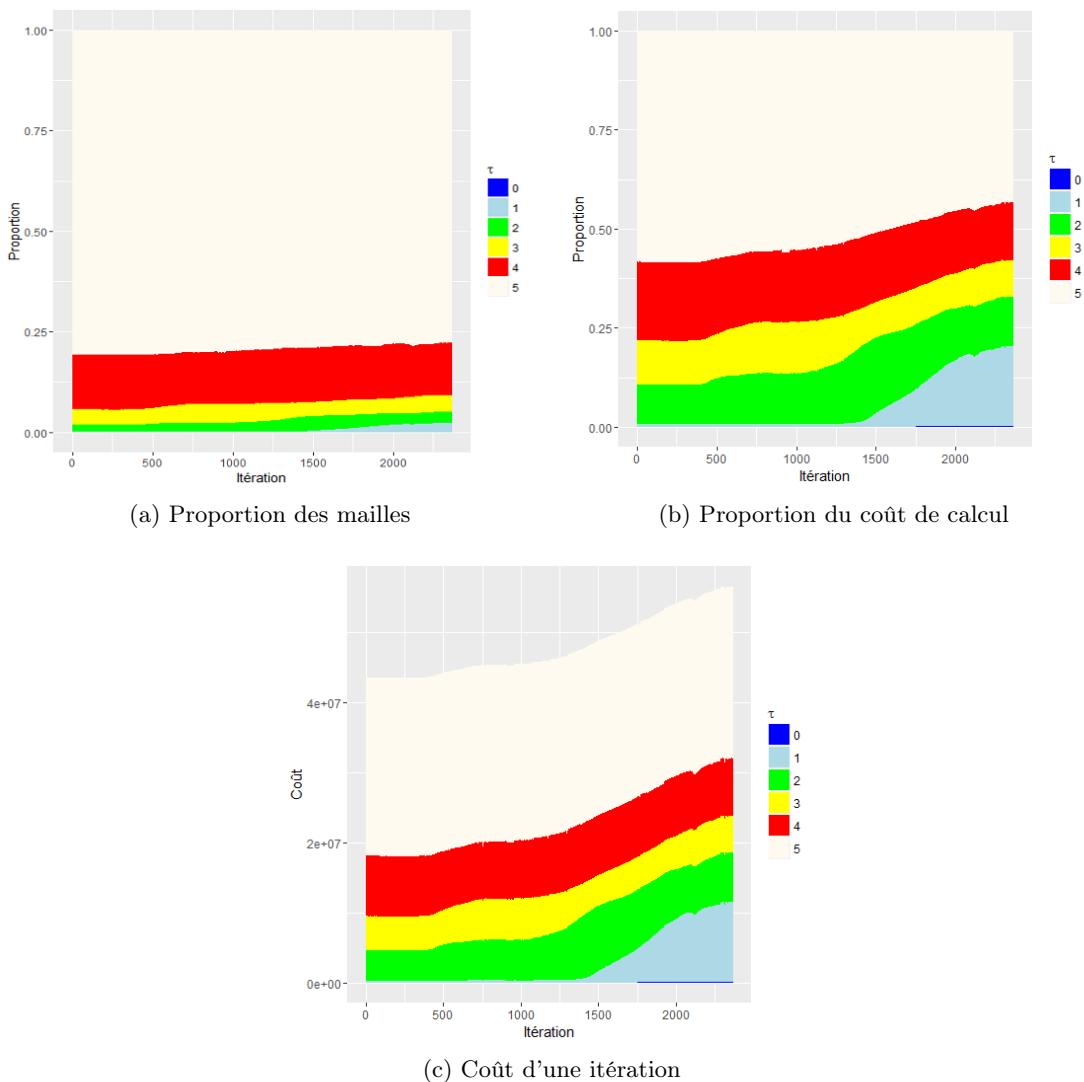 1.00
0.75
0.50
0.25
0.00
Proportion
0
500
1000
1500
2000
Itération
τ
0
1
2
3
4
5
(a) Proportion des mailles
1.00
0.75
0.50
0.25
0.00
Proportion
0
500
1000
1500
2000
Itération
τ
0
1
2
3
4
5
(b) Proportion du coût de calcul
4e+07
2e+07
0e+00
Coût
0
500
1000
1500
2000
Itération
τ
0
1
2
3
4
5
(c) Coût d'une itération